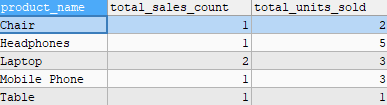 product_name total_sales_count total_units_sold
Chair 1 2
Headphones 1 5
Laptop 2 3
Mobile Phone 1 3
Table 1 1